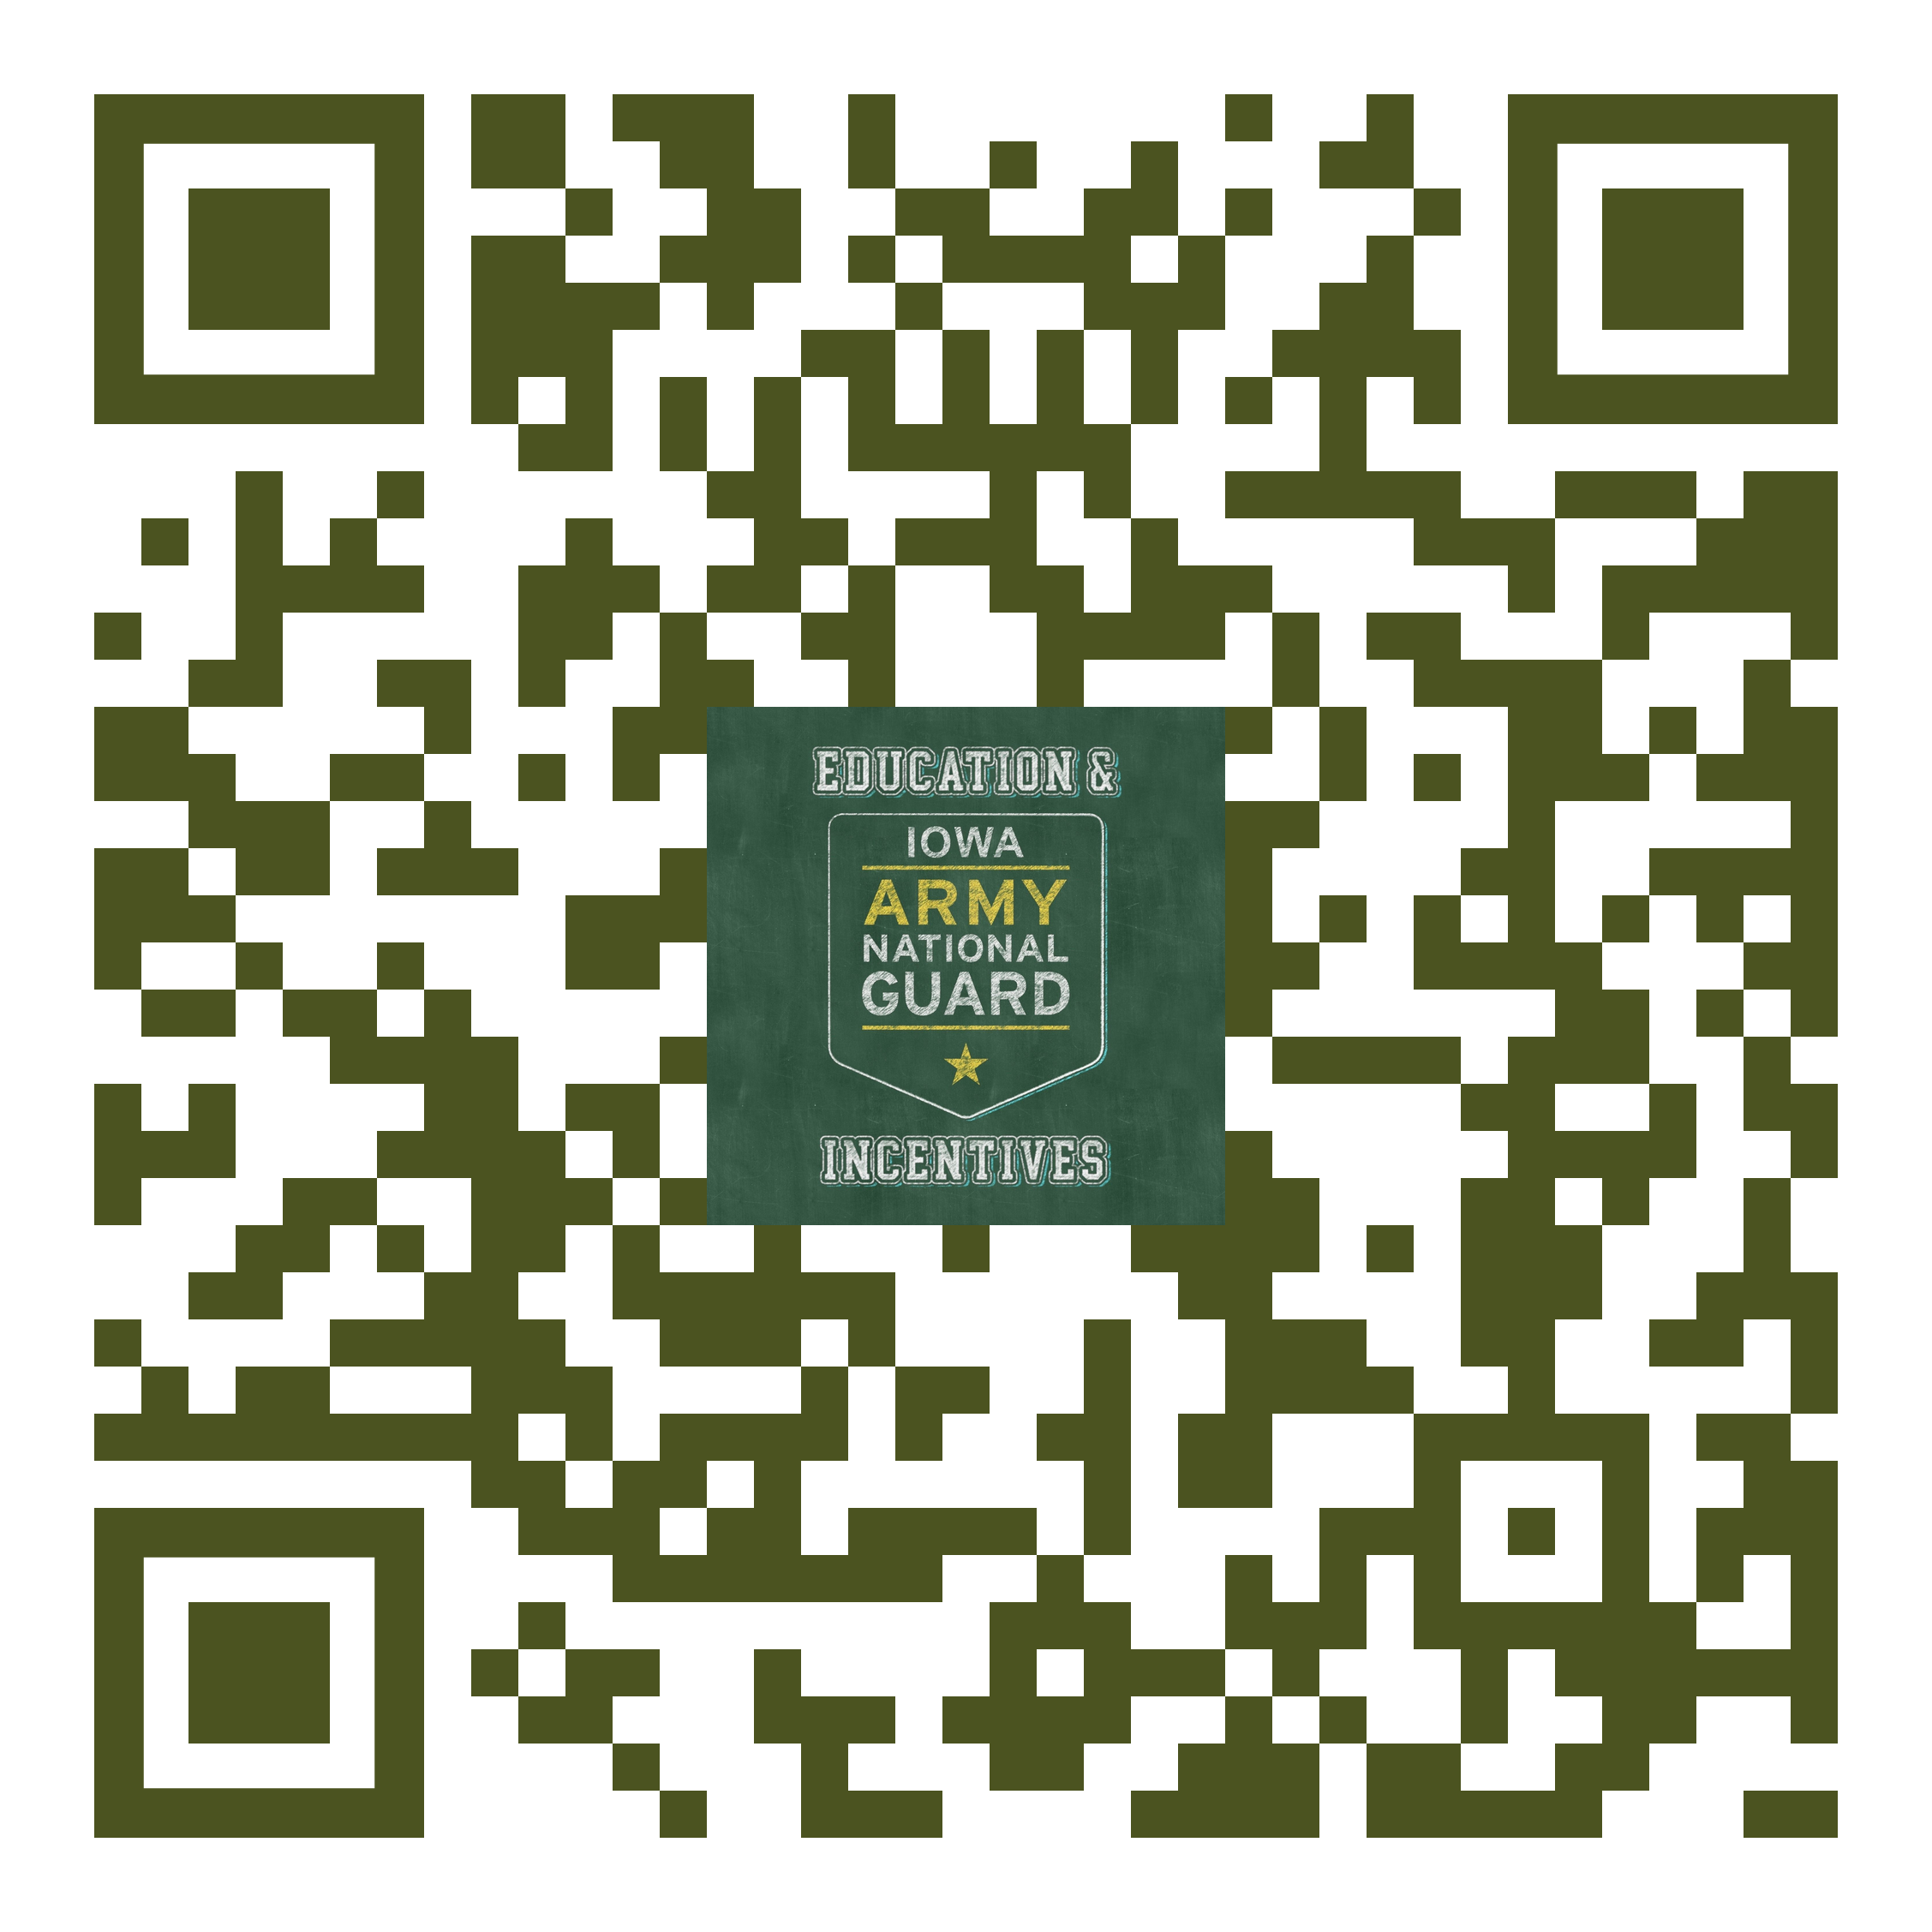 EDUCATION &
IOWA
ARMY
NATIONAL
GUARD
INCENTIVES